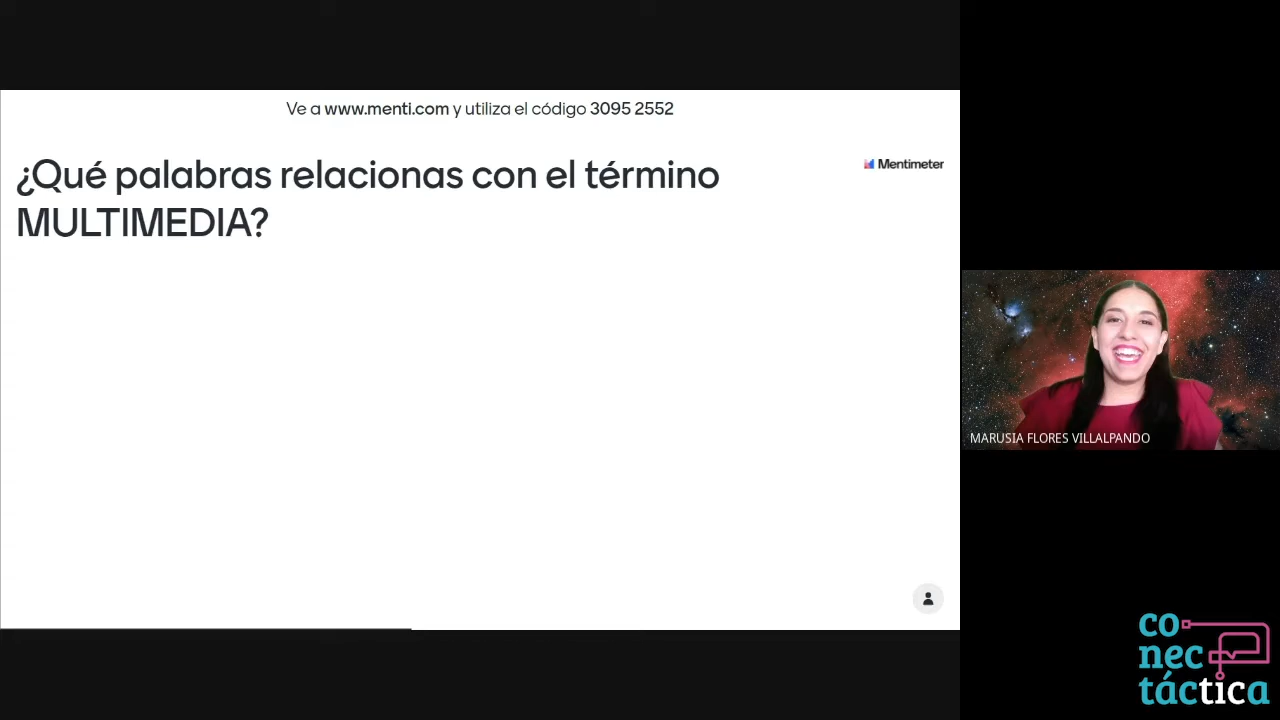 Ve a www.menti.com y utiliza el código 3095 2552
¿Qué palabras relacionas con el término
MULTIMEDIA?
Mentimeter
MARUSIA FLORES VILLALPANDO
co
nec
táctica